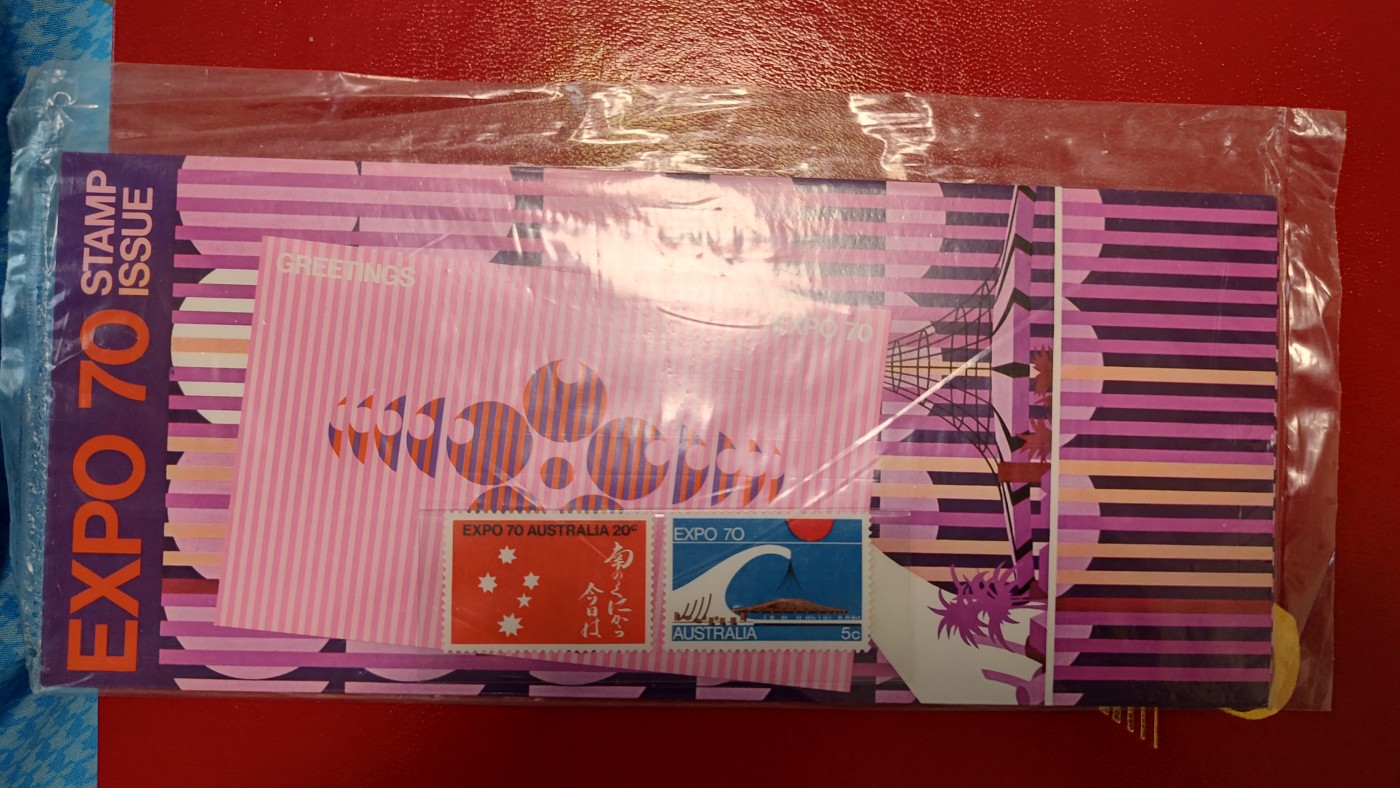 EXPO 70 STAMP
ISSUE
GREETINGS
EXPO 70
EXPO 70 AUSTRALIA 20c
南のくにから
今日は
EXPO 70
AUSTRALIA 5c